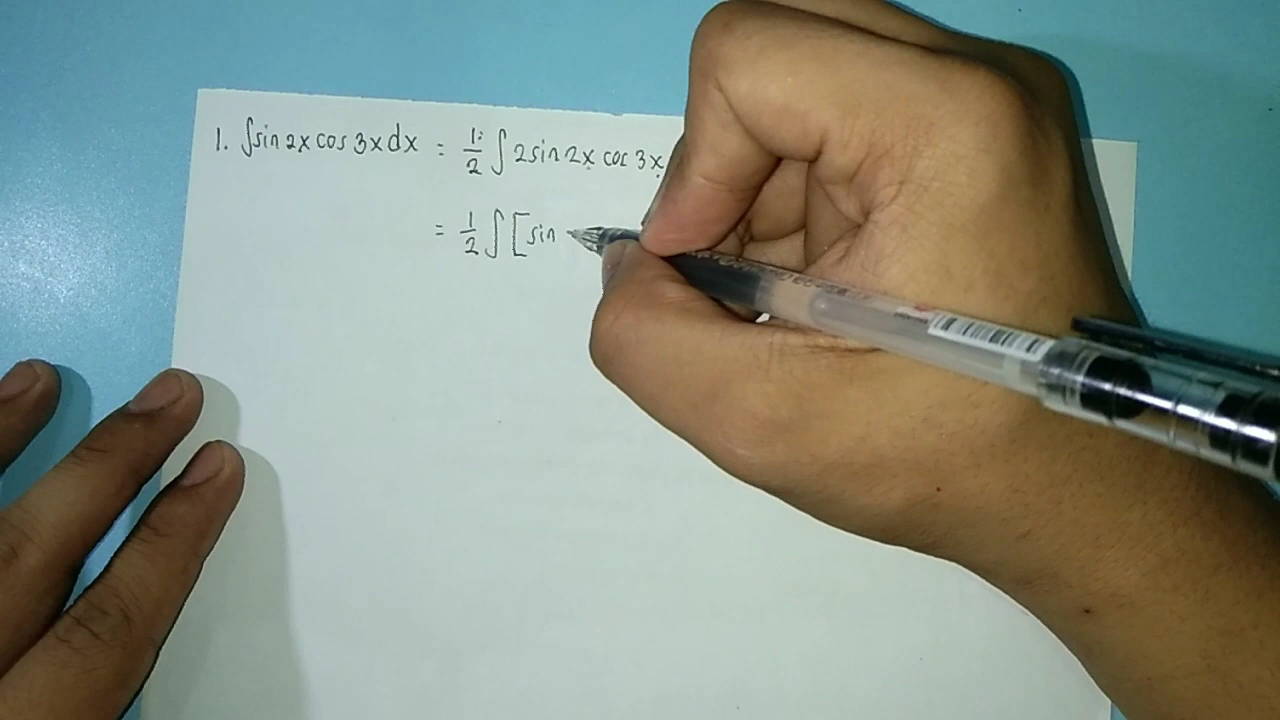 1. ∫sin 2x cos 3x dx = 1/2 ∫ 2 sin 2x cos 3x
= 1/2 ∫ [sin